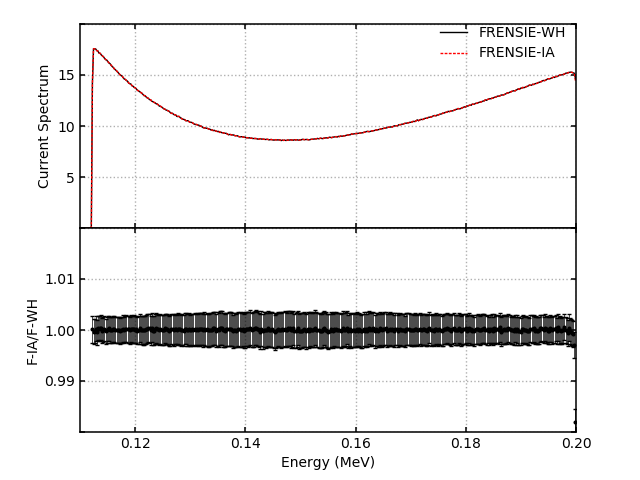 FRENSIE-WH
FRENSIE-IA
15
10
5
Current Spectrum
1.01
1.00
0.99
F-IA/F-WH
0.12 0.14 0.16 0.18 0.20
Energy (MeV)